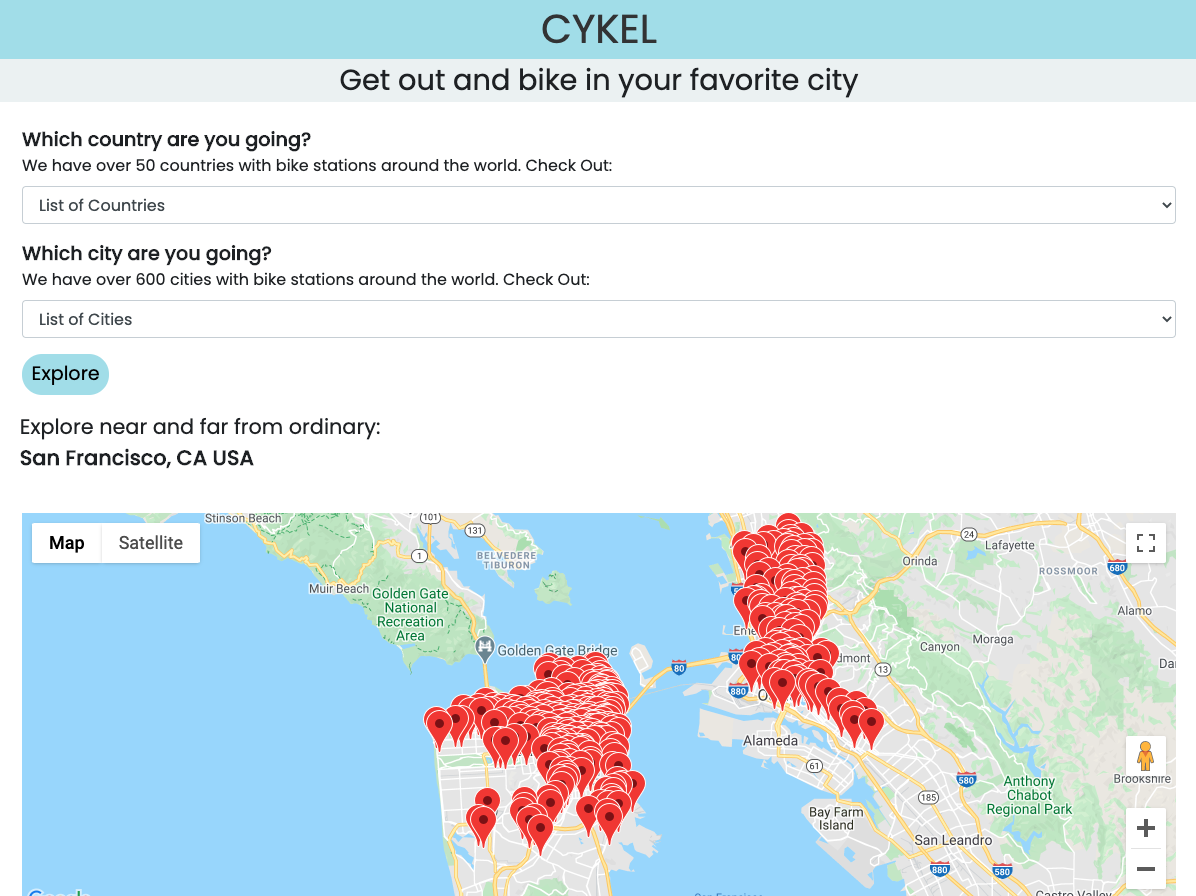 CYKEL
Get out and bike in your favorite city
Which country are you going?
We have over 50 countries with bike stations around the world. Check Out:
List of Countries
Which city are you going?
We have over 600 cities with bike stations around the world. Check Out:
List of Cities
Explore
Explore near and far from ordinary:
San Francisco, CA USA
Map
Satellite
Stinson Beach
101
131
1
BELVEDERE
TIBURON
Muir Beach
Golden Gate
National
Recreation
Area
Golden Gate Bridge
24
Lafayette
Orinda
ROSSMOOR
680
Alamo
Moraga
Canyon
13
80
80
880
Alameda
61
580
Anthony
Chabot
Regional Park
185
Bay Farm
Island
San Leandro
880
580
Castro Valley
Google